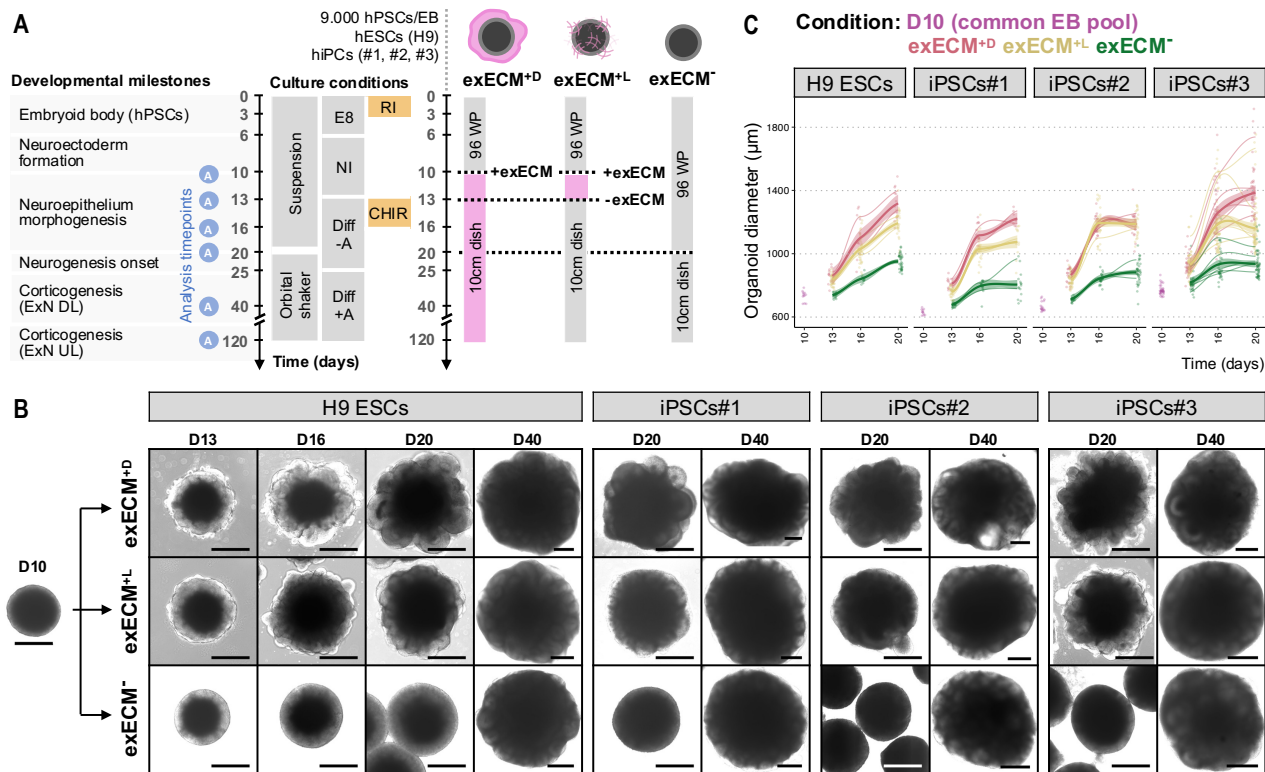 A
9.000 hPSCs/EB
hESCs (H9)
hiPCs (#1, #2, #3)
exECM+D
exECM+L
exECM-
Developmental milestones
Culture conditions
Embryoid body (hPSCs)
Neuroectoderm
formation
Neuroepithelium
morphogenesis
Neurogenesis onset
Corticogenesis
(ExN DL)
Corticogenesis
(ExN UL)
Analysis timepoints
A
A
A
A
A
A
0
3
6
10
13
16
20
25
40
120
Time (days)
Suspension
Orbital
shaker
E8
NI
Diff
-A
Diff
+A
RI
CHIR
0
3
6
10
13
16
20
25
40
120
96 WP
10cm dish
96 WP
10cm dish
96 WP
10cm dish
+exECM
+exECM
-exECM
C
Condition: D10 (common EB pool)
exECM+D exECM+L exECM-
H9 ESCs
iPSCs#1
iPSCs#2
iPSCs#3
Organoid diameter (µm)
1800
1400
1000
600
10
13
16
20
10
13
16
20
10
13
16
20
10
13
16
20
Time (days)
B
H9 ESCs
iPSCs#1
iPSCs#2
iPSCs#3
D13
D16
D20
D40
D20
D40
D20
D40
D20
D40
D10
exECM+D
exECM+L
exECM-